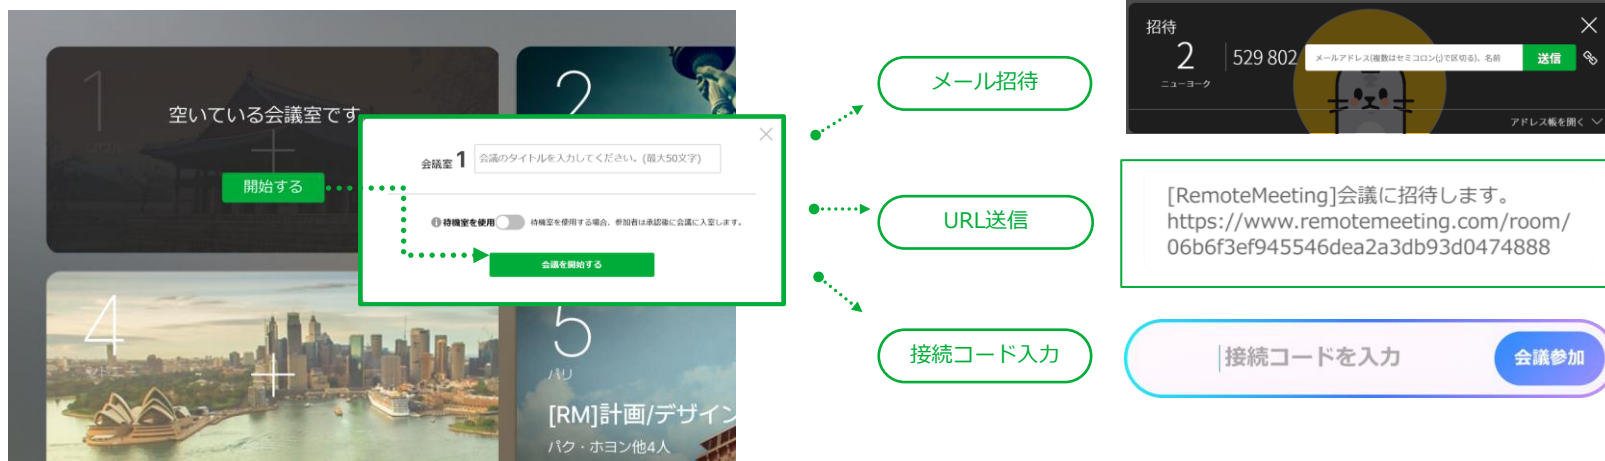 1
空いている会議室です
開始する
2
会議室 1
会議のタイトルを入力してください。(最大50文字)
待機室を使用
待機室を使用する場合、参加者は承認後に会議に入室します。
会議を開始する
4
5
パリ
[RM]計画/デザイン
パク・ホヨン他4人
メール招待
URL送信
接続コード入力
招待
2
ニューヨーク
529 802
メールアドレス(複数はセミコロン(;)で区切る)、名前
送信
アドレス帳を開く
[RemoteMeeting]会議に招待します。
https://www.remotemeeting.com/room/
06b6f3ef945546dea2a3db93d0474888
接続コードを入力
会議参加